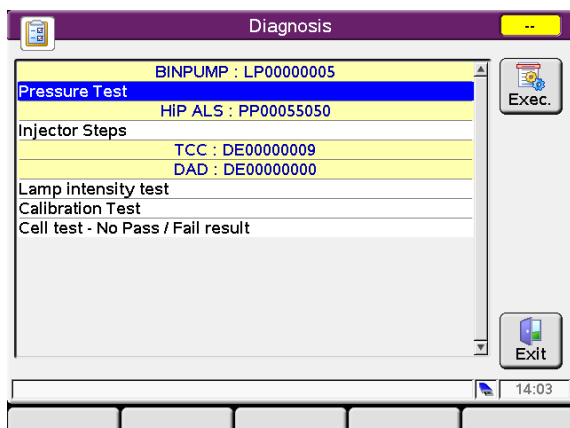 Diagnosis
--
BINPUMP : LP00000005
Pressure Test
HiP ALS : PP00055050
Injector Steps
TCC : DE00000009
DAD : DE00000000
Lamp intensity test
Calibration Test
Cell test - No Pass / Fail result
Exec.
Exit
14:03